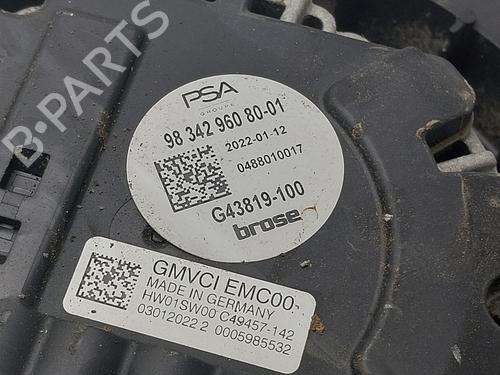 B-PARTS
PSA
GROUPE
98 342 960 80-01
2022-01-12
0488010017
G43819-100
brose
GMVCI EMC00
MADE IN GERMANY
HW01SW00 C49457-142
03012022 2 0005985532